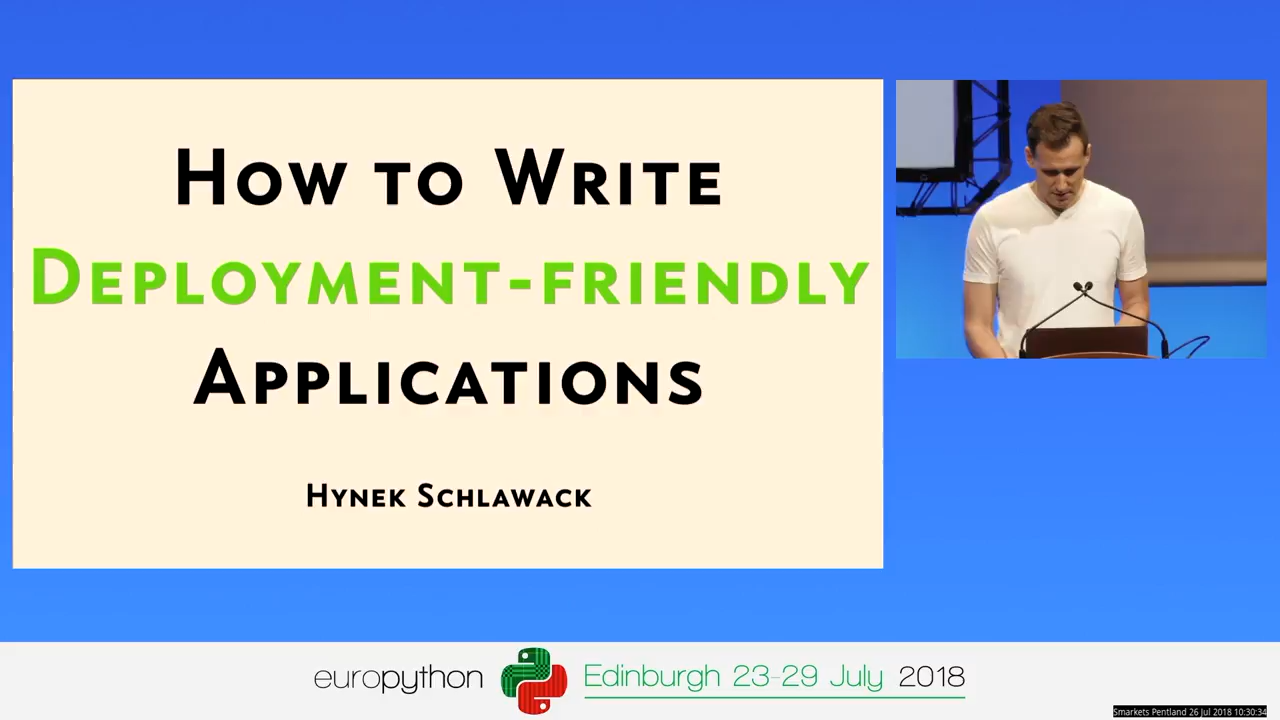 How to Write
Deployment-friendly
Applications
Hynek Schlawack
europython Edinburgh 23-29 July 2018
Smarkets Pentland 26 Jul 2018 10:30:34